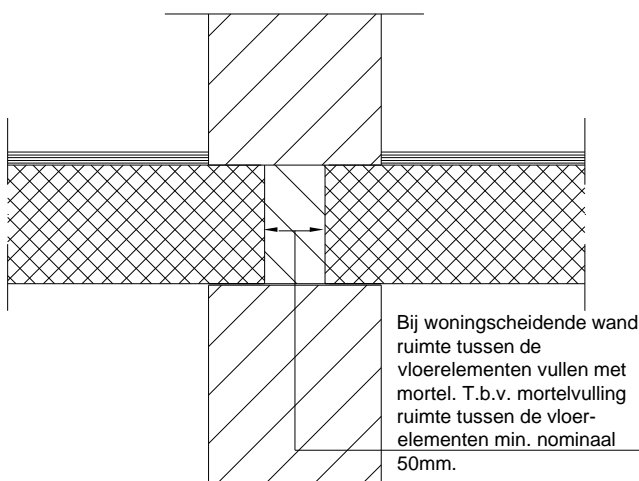 Bij woningscheidende wand
ruimte tussen de
vloerelementen vullen met
mortel. T.b.v. mortelvulling
ruimte tussen de vloer-
elementen min. nominaal
50mm.